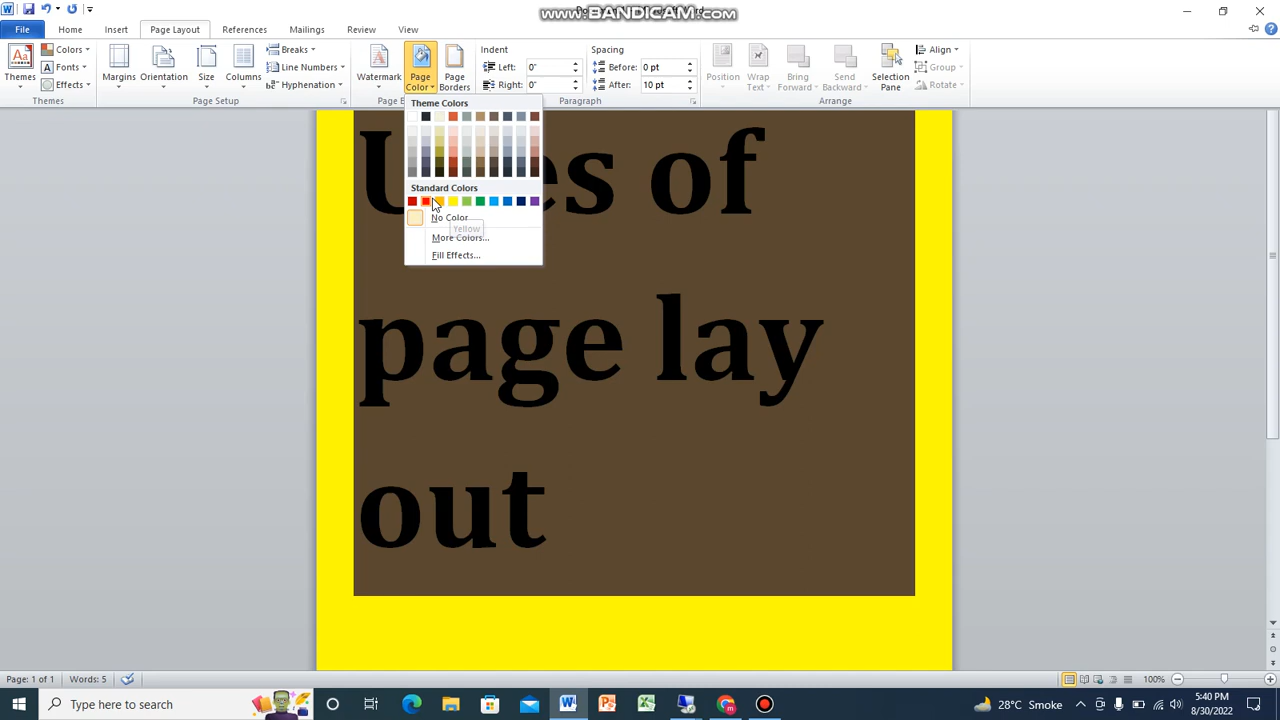 www.BANDICAM.com
File Home Insert Page Layout References Mailings Review View
Themes Colors Fonts Effects Themes
Margins Orientation Size Columns Breaks Line Numbers Hyphenation Page Setup
Watermark Page Color Page Borders
Indent Left: 0" Right: 0"
Spacing Before: 0 pt After: 10 pt
Paragraph
Position Wrap Text Bring Forward Send Backward Selection Pane Align Group Rotate Arrange
Theme Colors
Standard Colors
No Color
Yellow
More Colors...
Fill Effects...
of
page lay
out
Page: 1 of 1 Words: 5 100%
Type here to search
28°C Smoke
5:40 PM
8/30/2022